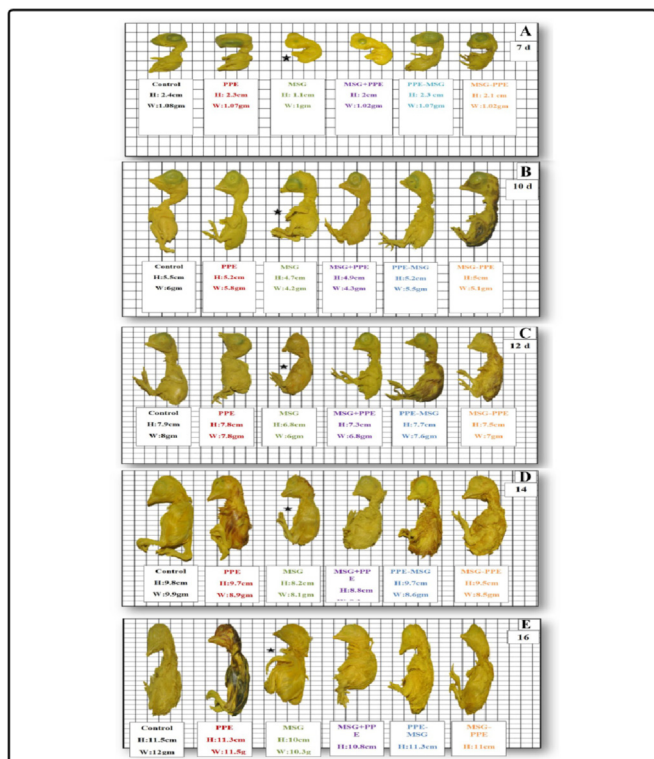 A
7 d
Control PPE MSG MSG+PPE PPE-MSG MSG-PPE
H: 2.4cm H: 2.3cm H: 1.1cm H: 2cm H: 2.3 cm H: 2.1 cm
W:1.08gm W:1.07gm W:1gm W:1.02gm W:1.07gm W:1.02gm
B
10 d
Control PPE MSG MSG+PPE PPE-MSG MSG-PPE
H:5.5cm H:5.2cm H:4.7cm H:4.9cm H:5.2cm H:5cm
W:6gm W:5.8gm W:4.2gm W:4.3gm W:5.5gm W:5.1gm
C
12 d
Control PPE MSG MSG+PPE PPE-MSG MSG-PPE
H:7.9cm H:7.8cm H:6.8cm H:7.3cm H:7.7cm H:7.5cm
W:8gm W:7.8gm W:6gm W:6.8gm W:7.6gm W:7gm
D
14
Control PPE MSG MSG+PP PPE-MSG MSG-PPE
E
H:9.8cm H:9.7cm H:8.2cm H:8.8cm H:9.7cm H:9.5cm
W:9.9gm W:8.9gm W:8.1gm W:8.6gm W:8.5gm
E
16
Control PPE MSG MSG+PP PPE- MSG-
E MSG PPE
H:11.5cm H:11.3cm H:10cm H:10.8cm H:11.3cm H:11cm
W:12gm W:11.5g W:10.3g